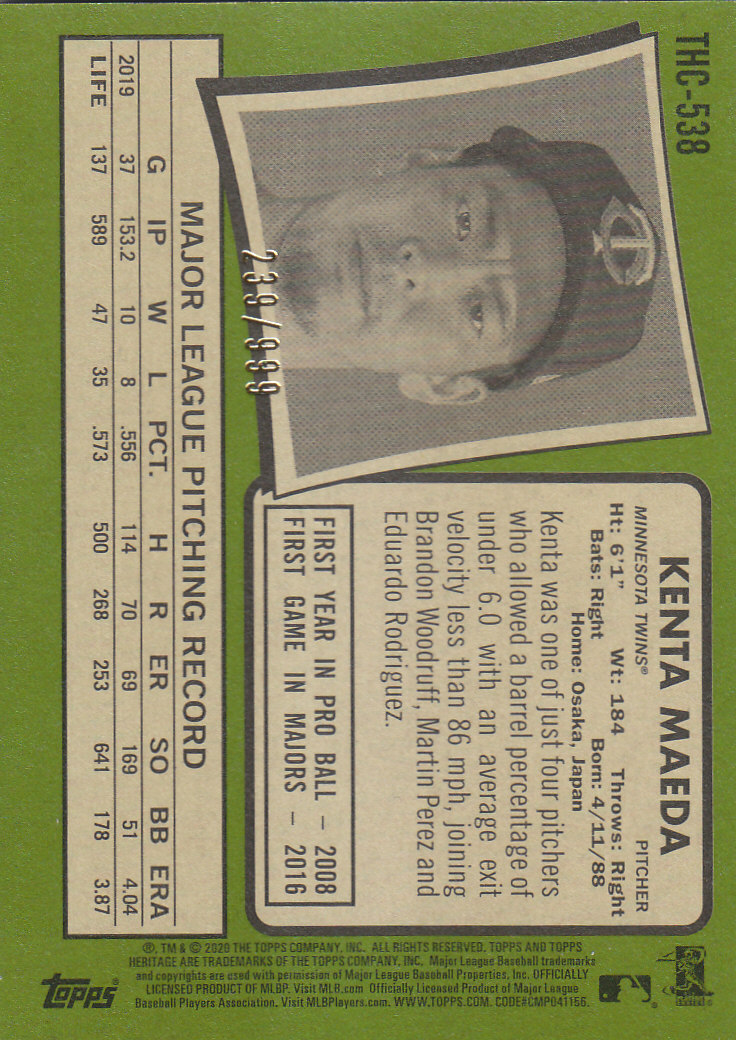 THC-538
239/999
KENTA MAEDA
MINNESOTA TWINS® PITCHER
Ht: 6'1" Wt: 184 Throws: Right
Bats: Right Born: 4/11/88
Home: Osaka, Japan
Kenta was one of just four pitchers
who allowed a barrel percentage of
under 6.0 with an average exit
velocity less than 86 mph, joining
Brandon Woodruff, Martin Perez and
Eduardo Rodriguez.
FIRST YEAR IN PRO BALL – 2008
FIRST GAME IN MAJORS – 2016
MAJOR LEAGUE PITCHING RECORD
G IP W L PCT. H R ER SO BB ERA
2019 37 153.2 10 8 .556 114 70 69 169 51 4.04
LIFE 137 589 47 35 .573 500 268 253 641 178 3.87
®, TM & © 2020 THE TOPPS COMPANY, INC. ALL RIGHTS RESERVED. TOPPS AND TOPPS
HERITAGE ARE TRADEMARKS OF THE TOPPS COMPANY, INC. Major League Baseball trademarks
and copyrights are used with permission of Major League Baseball Properties, Inc. OFFICIALLY
LICENSED PRODUCT OF MLBP. Visit MLB.com Officially Licensed Product of Major League
Baseball Players Association. Visit MLBPlayers.com. WWW.TOPPS.COM. CODE#CMP041156.
topps®